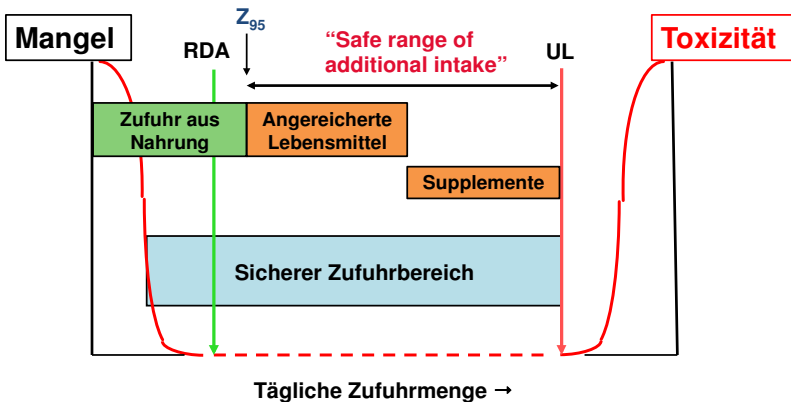 Mangel
RDA
Z95
“Safe range of
additional intake”
UL
Toxizität
Zufuhr aus
Nahrung
Angereicherte
Lebensmittel
Supplemente
Sicherer Zufuhrbereich
Tägliche Zufuhrmenge →